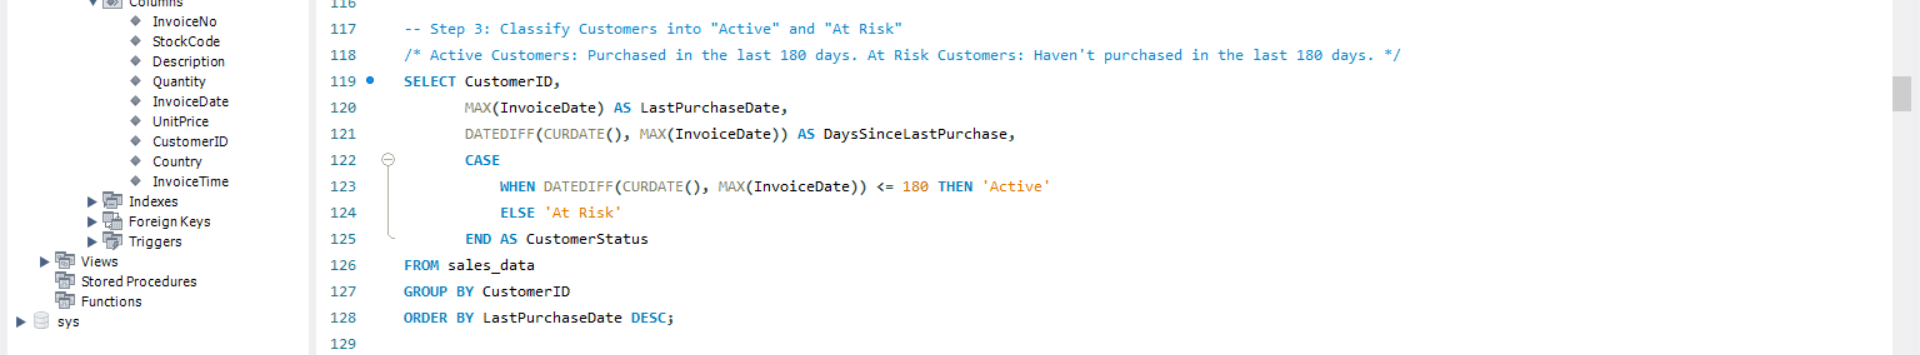 Columns
InvoiceNo
StockCode
Description
Quantity
InvoiceDate
UnitPrice
CustomerID
Country
InvoiceTime
Indexes
Foreign Keys
Triggers
Views
Stored Procedures
Functions
sys
116
117 -- Step 3: Classify Customers into "Active" and "At Risk"
118 /* Active Customers: Purchased in the last 180 days. At Risk Customers: Haven't purchased in the last 180 days. */
119 SELECT CustomerID,
120 MAX(InvoiceDate) AS LastPurchaseDate,
121 DATEDIFF(CURDATE(), MAX(InvoiceDate)) AS DaysSinceLastPurchase,
122 CASE
123 WHEN DATEDIFF(CURDATE(), MAX(InvoiceDate)) <= 180 THEN 'Active'
124 ELSE 'At Risk'
125 END AS CustomerStatus
126 FROM sales_data
127 GROUP BY CustomerID
128 ORDER BY LastPurchaseDate DESC;
129